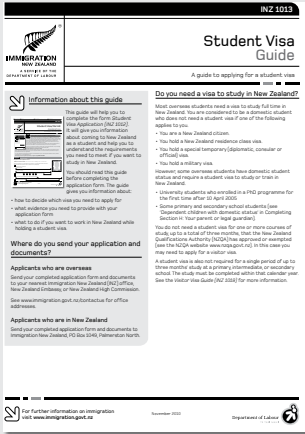 INZ 1013
IMMIGRATION
NEW ZEALAND
A SERVICE OF THE
DEPARTMENT OF LABOUR
Student Visa
Guide
A guide to applying for a student visa
Information about this guide
This guide will help you to
complete the form Student
Visa Application (INZ 1012).
It will give you information
about coming to New Zealand
as a student and help you to
understand the requirements
you need to meet if you want to
study in New Zealand.
You should read this guide
before completing the
application form. The guide
gives you information about:
• how to decide which visa you need to apply for
• what evidence you need to provide with your
application form
• what to do if you want to work in New Zealand while
holding a student visa.
Where do you send your application and
documents?
Applicants who are overseas
Send your completed application form and documents
to your nearest Immigration New Zealand (INZ) office,
New Zealand Embassy, or New Zealand High Commission.
See www.immigration.govt.nz/contactus for office
addresses.
Applicants who are in New Zealand
Send your completed application form and documents to
Immigration New Zealand, PO Box 1049, Palmerston North.
Do you need a visa to study in New Zealand?
Most overseas students need a visa to study full time in
New Zealand. You are considered to be a domestic student
who does not need a student visa if one of the following
applies to you.
• You are a New Zealand citizen.
• You hold a New Zealand residence class visa.
• You hold a special temporary (diplomatic, consular or
official) visa.
• You hold a military visa.
However, some overseas students have domestic student
status and require a student visa to study or train in
New Zealand.
• University students enrolled in a PhD programme for
the first time after 19 April 2005
• Some primary and secondary school students (see
'Dependent children with domestic status' in Completing
Section H: Your parent or legal guardian.)
You do not need a student visa for one or more courses of
study, up to a total of three months, that the New Zealand
Qualifications Authority (NZQA) has approved or exempted
(see the NZQA website www.nzqa.govt.nz) in this case you
may need to apply for a visitor visa.
A student visa is also not required for a single period of up to
three months' study at a primary, intermediate, or secondary
school. The study must be completed within that calendar year.
See the Visitor Visa Guide (INZ 1018) for more information.
For further information on immigration
visit www.immigration.govt.nz
November 2010
Department of Labour